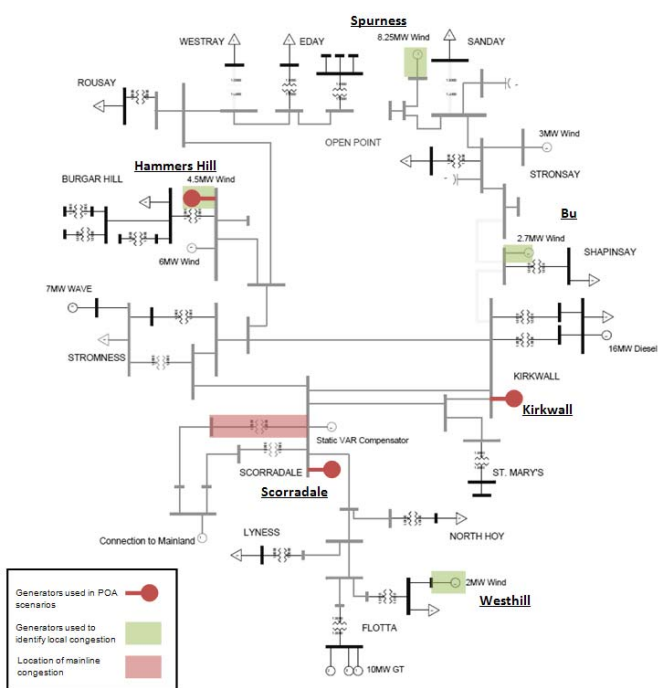 Spurness
WESTRAY
EDAY
8.25MW Wind
SANDAY
ROUSAY
OPEN POINT
3MW Wind
Hammers Hill
STRONSAY
BURGAR HILL
4.5MW Wind
Bu
2.7MW Wind
SHAPINSAY
6MW Wind
7MW WAVE
STROMNESS
16MW Diesel
KIRKWALL
Kirkwall
Static VAR Compensator
SCORRADALE
ST. MARY'S
Scorradale
Connection to Mainland
LYNESS
NORTH HOY
2MW Wind
Westhill
FLOTTA
10MW GT
Generators used in POA
scenarios
Generators used to
identify local congestion
Location of mainline
congestion